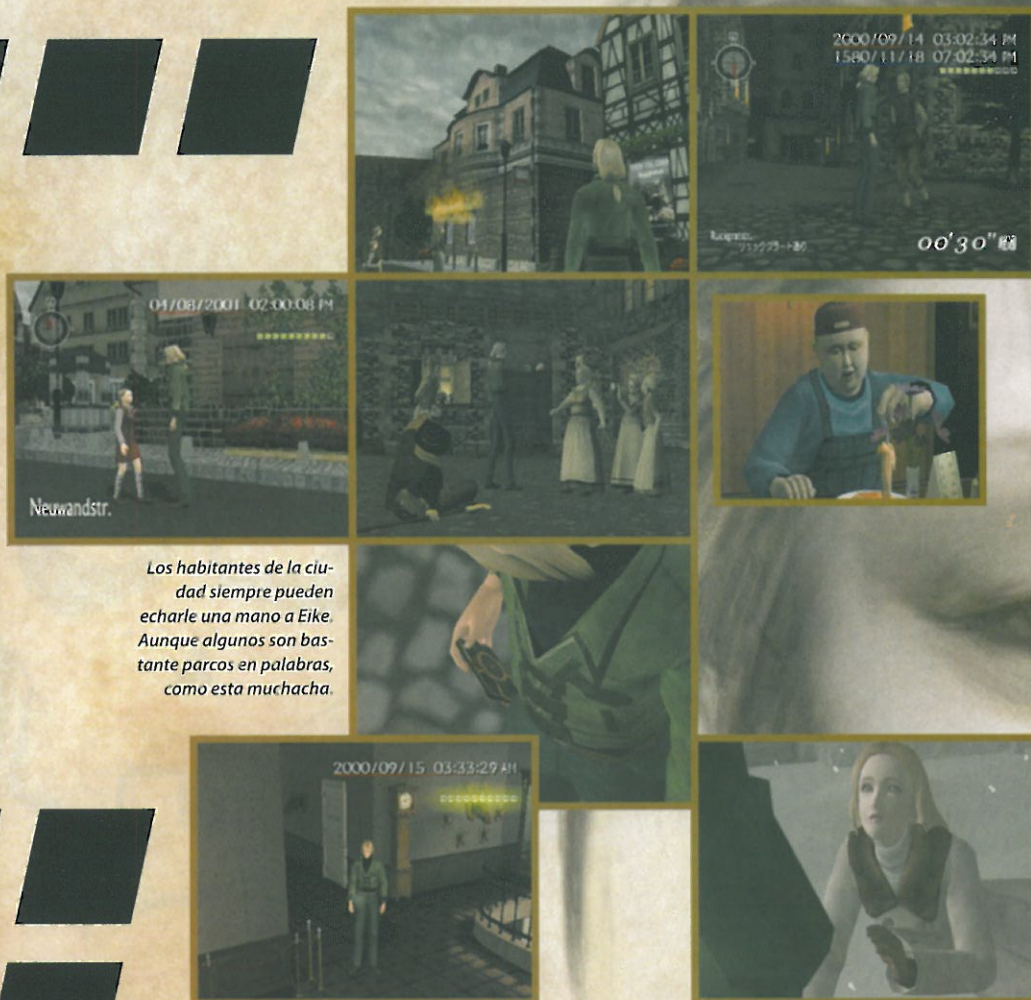 2000/09/14 03:02:34 PM
1580/11/18 07:02:34 PM
00'30"
04/08/2001 02:00:08 PM
Neuwandstr.
Los habitantes de la ciu-
dad siempre pueden
echarle una mano a Eike.
Aunque algunos son bas-
tante parcos en palabras,
como esta muchacha.
2000/09/15 03:33:29 AM